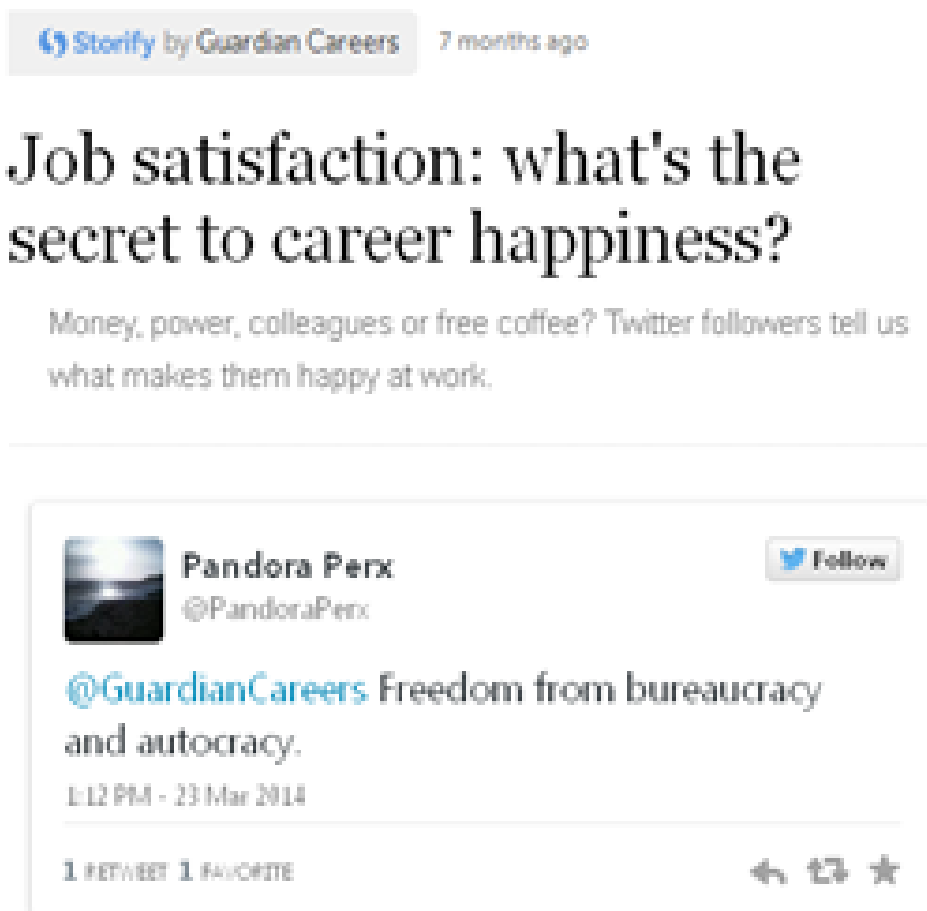 Storify by Guardian Careers 7 months ago
Job satisfaction: what's the
secret to career happiness?
Money, power, colleagues or free coffee? Twitter followers tell us
what makes them happy at work.
Pandora Perx
Follow
@PandoraPerx
@GuardianCareers Freedom from bureaucracy
and autocracy.
1:12 PM - 23 Mar 2014
1 RETWEET 1 FAVORITE